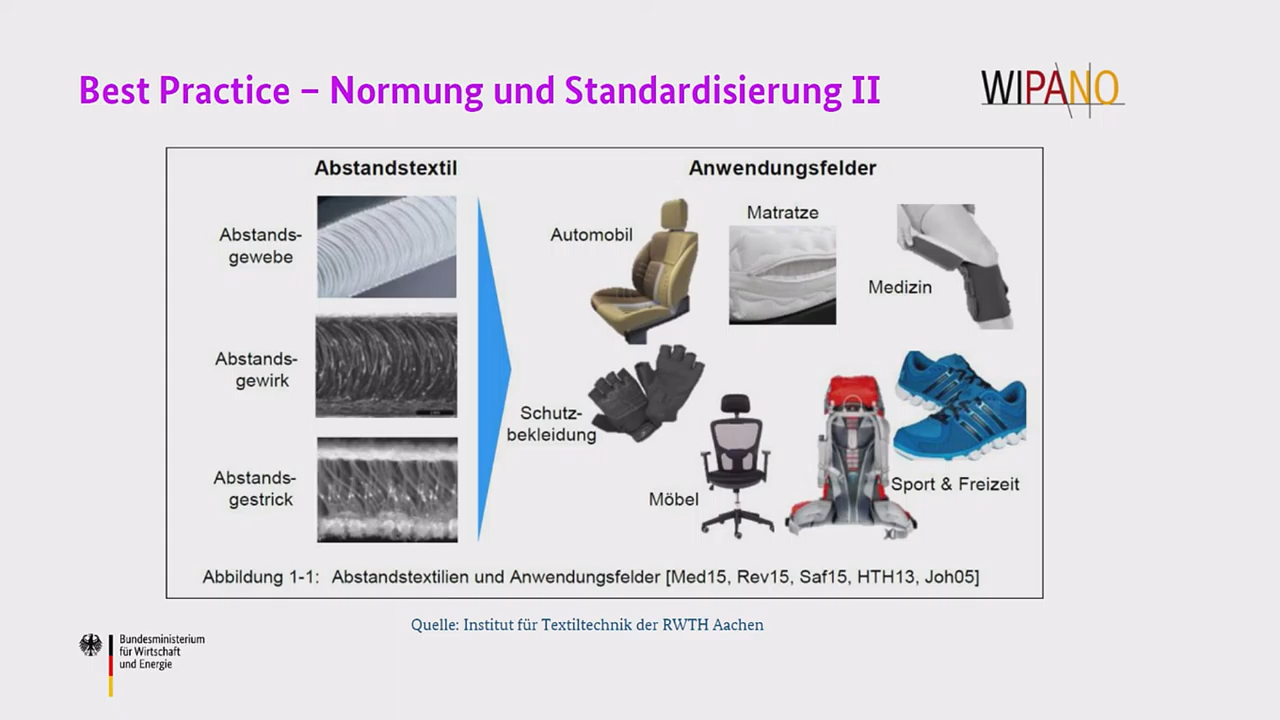 Best Practice – Normung und Standardisierung II
WIPANO
Abstandstextil
Anwendungsfelder
Abstands-
gewebe
Abstands-
gewirk
Abstands-
gestrick
Automobil
Matratze
Medizin
Schutz-
bekleidung
Möbel
Sport & Freizeit
Abbildung 1-1: Abstandstextilien und Anwendungsfelder [Med15, Rev15, Saf15, HTH13, Joh05]
Quelle: Institut für Textiltechnik der RWTH Aachen
Bundesministerium
für Wirtschaft
und Energie